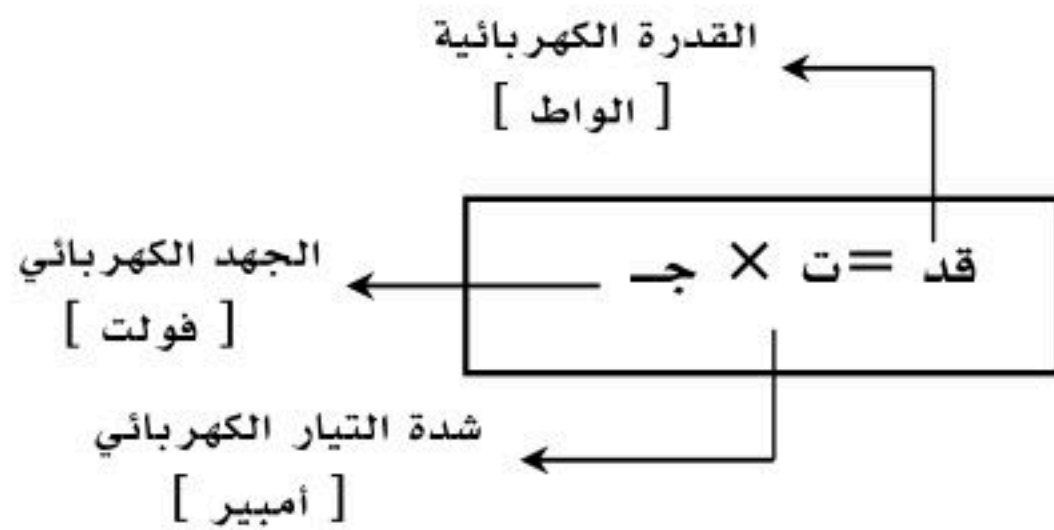 القدرة الكهربائية
[ الواط ]
قد = ت × جـ
الجهد الكهربائي
[ فولت ]
شدة التيار الكهربائي
[ أمبير ]